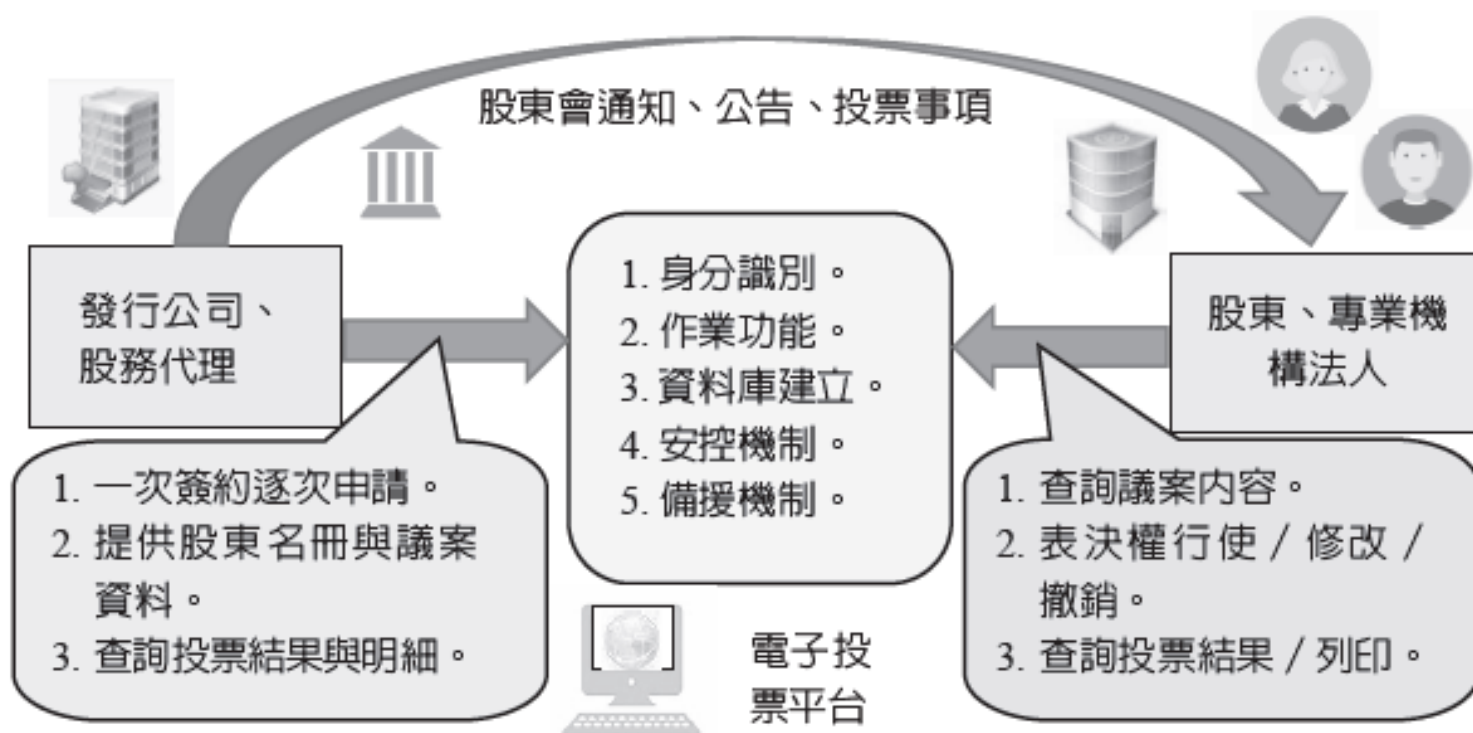 股東會通知、公告、投票事項
發行公司、
股務代理
1. 身分識別。
2. 作業功能。
3. 資料庫建立。
4. 安控機制。
5. 備援機制。
股東、專業機
構法人
1. 一次簽約逐次申請。
2. 提供股東名冊與議案
資料。
3. 查詢投票結果與明細。
1. 查詢議案內容。
2. 表決權行使／修改／
撤銷。
3. 查詢投票結果／列印。
電子投
票平台